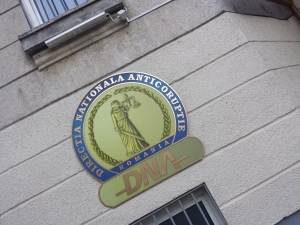 DIRECTIA NATIONALA ANTICORUPTIE
ROMANIA
DNA